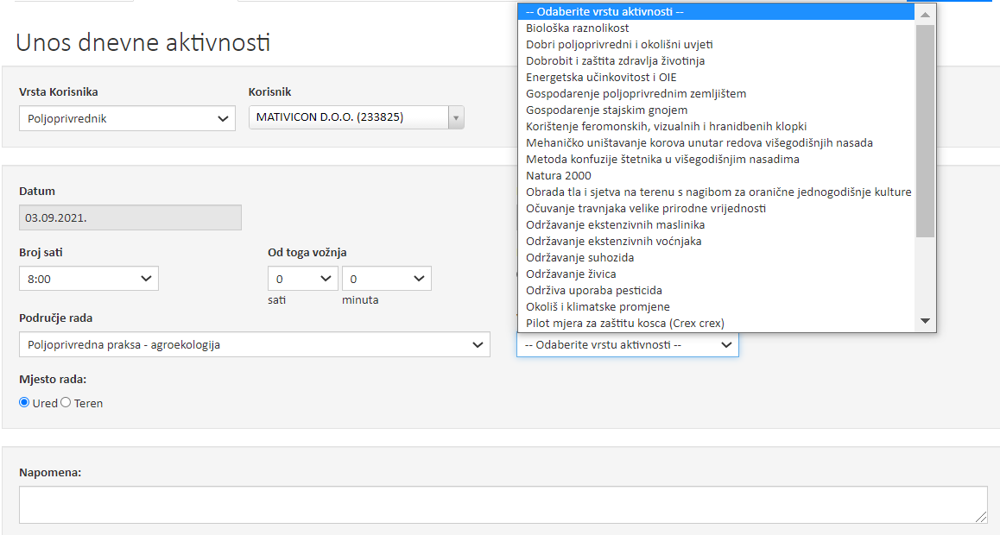 Unos dnevne aktivnosti
Vrsta Korisnika
Korisnik
Poljoprivrednik
MATIVICON D.O.O. (233825)
Datum
03.09.2021.
Broj sati
Od toga vožnja
8:00
0
0
sati
minuta
Područje rada
Poljoprivredna praksa - agroekologija
-- Odaberite vrstu aktivnosti --
-- Odaberite vrstu aktivnosti --
Biološka raznolikost
Dobri poljoprivredni i okolišni uvjeti
Dobrobit i zaštita zdravlja životinja
Energetska učinkovitost i OIE
Gospodarenje poljoprivrednim zemljištem
Gospodarenje stajskim gnojem
Korištenje feromonskih, vizualnih i hranidbenih klopki
Mehaničko uništavanje korova unutar redova višegodišnjih nasada
Metoda konfuzije štetnika u višegodišnjim nasadima
Natura 2000
Obrada tla i sjetva na terenu s nagibom za oranične jednogodišnje kulture
Očuvanje travnjaka velike prirodne vrijednosti
Održavanje ekstenzivnih maslinika
Održavanje ekstenzivnih voćnjaka
Održavanje suhozida
Održavanje živica
Održiva uporaba pesticida
Okoliš i klimatske promjene
Pilot mjera za zaštitu kosca (Crex crex)
Mjesto rada:
Ured Teren
Napomena: